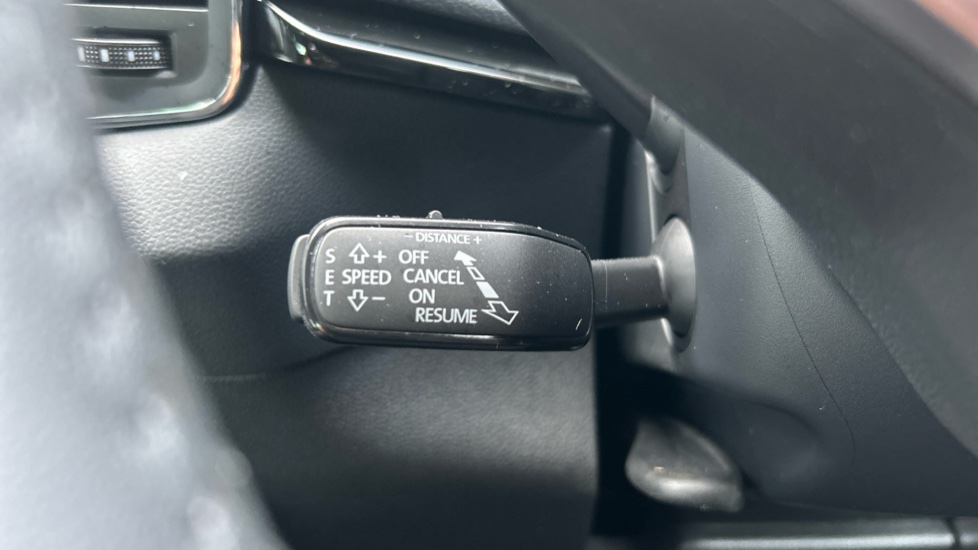 - DISTANCE +
S + OFF
E SPEED CANCEL
T - ON
RESUME